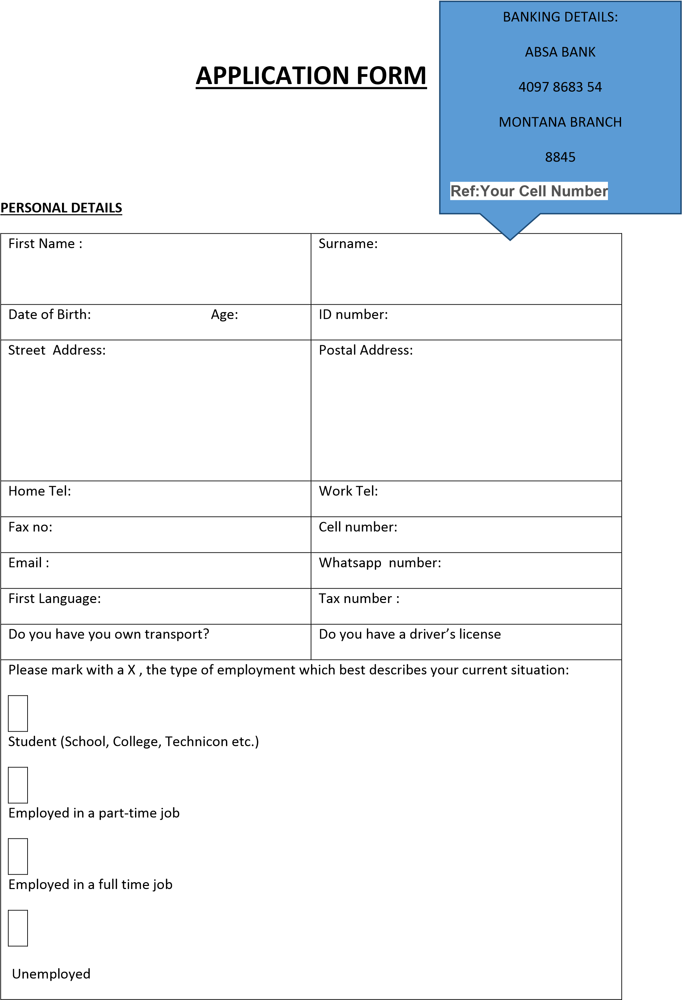 BANKING DETAILS:
ABSA BANK
4097 8683 54
MONTANA BRANCH
8845
Ref:Your Cell Number
APPLICATION FORM
PERSONAL DETAILS
First Name :
Surname:
Date of Birth: Age:
ID number:
Street  Address:
Postal Address:
Home Tel:
Work Tel:
Fax no:
Cell number:
Email :
Whatsapp  number:
First Language:
Tax number :
Do you have you own transport?
Do you have a driver’s license
Please mark with a X , the type of employment which best describes your current situation:
Student (School, College, Technicon etc.)
Employed in a part-time job
Employed in a full time job
Unemployed